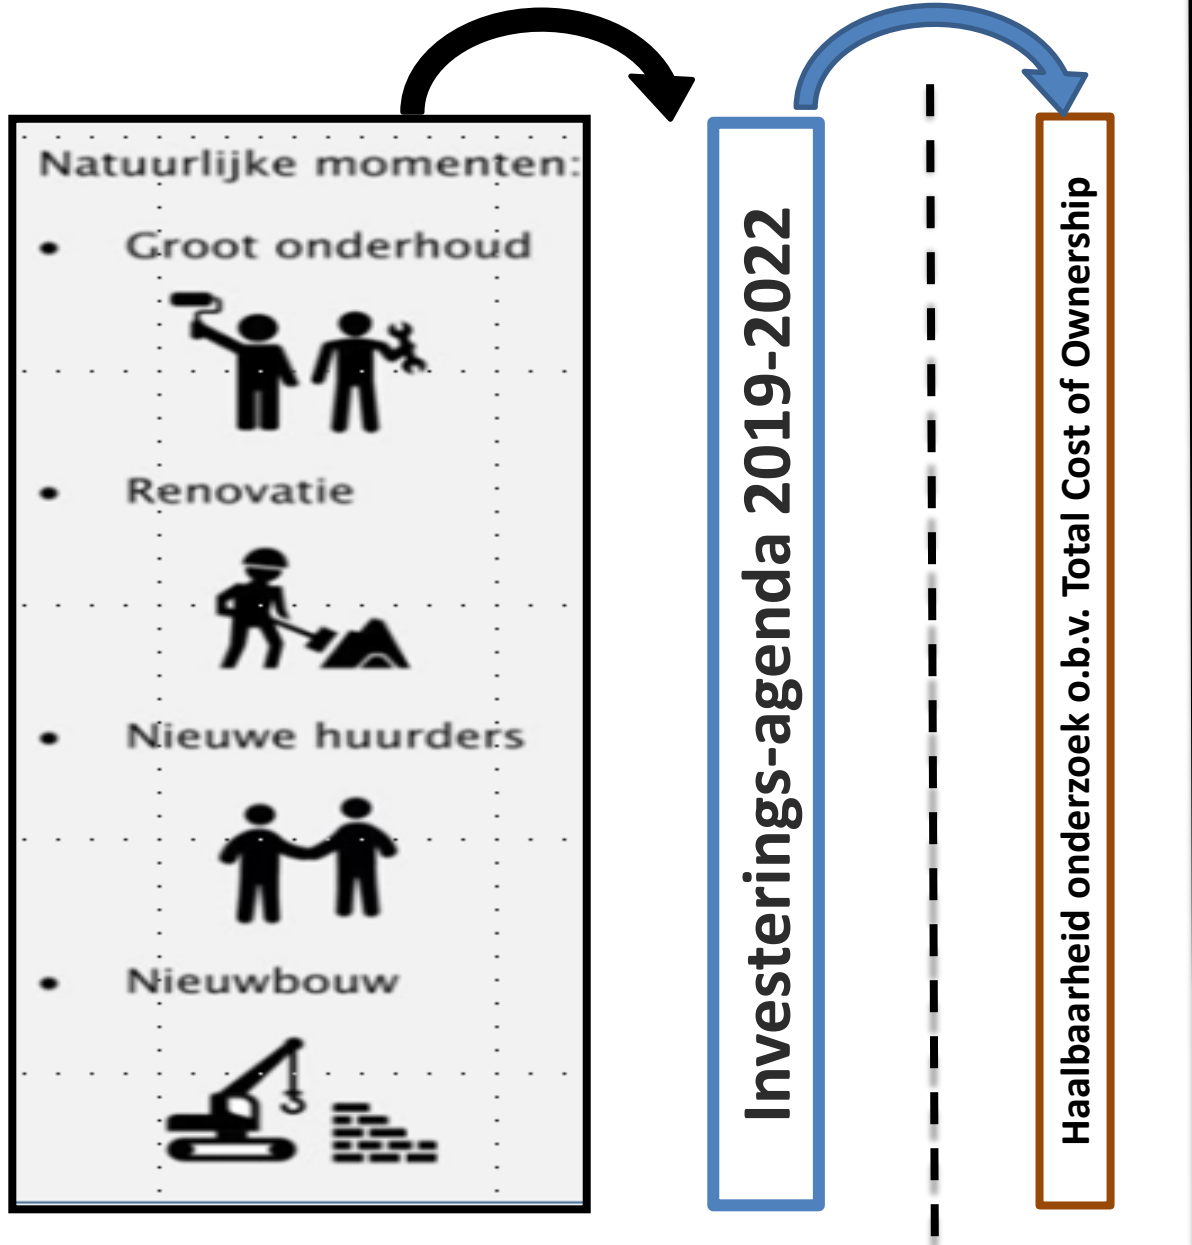 Natuurlijke momenten:
• Groot onderhoud
• Renovatie
• Nieuwe huurders
• Nieuwbouw
Investerings-agenda 2019-2022
Haalbaarheid onderzoek o.b.v. Total Cost of Ownership